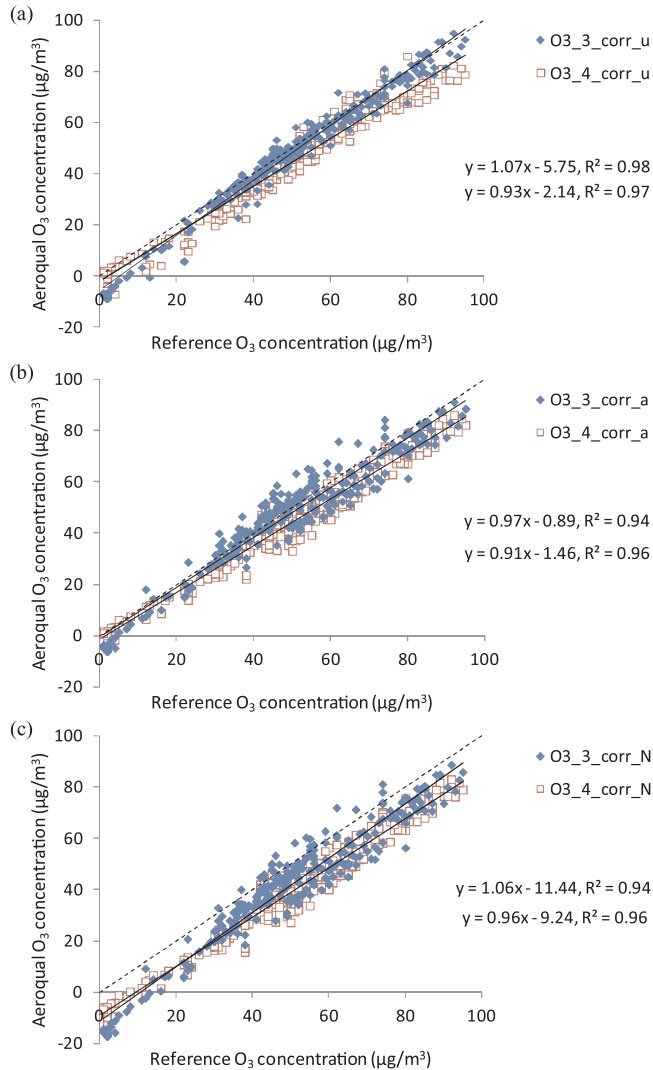 (a)
100
80
60
40
20
0
-20
Aeroqual O₃ concentration (µg/m³)
0 20 40 60 80 100
Reference O₃ concentration (µg/m³)
O3_3_corr_u
O3_4_corr_u
y = 1.07x - 5.75, R² = 0.98
y = 0.93x - 2.14, R² = 0.97
(b)
100
80
60
40
20
0
-20
Aeroqual O₃ concentration (µg/m³)
0 20 40 60 80 100
Reference O₃ concentration (µg/m³)
O3_3_corr_a
O3_4_corr_a
y = 0.97x - 0.89, R² = 0.94
y = 0.91x - 1.46, R² = 0.96
(c)
100
80
60
40
20
0
-20
Aeroqual O₃ concentration (µg/m³)
0 20 40 60 80 100
Reference O₃ concentration (µg/m³)
O3_3_corr_N
O3_4_corr_N
y = 1.06x - 11.44, R² = 0.94
y = 0.96x - 9.24, R² = 0.96